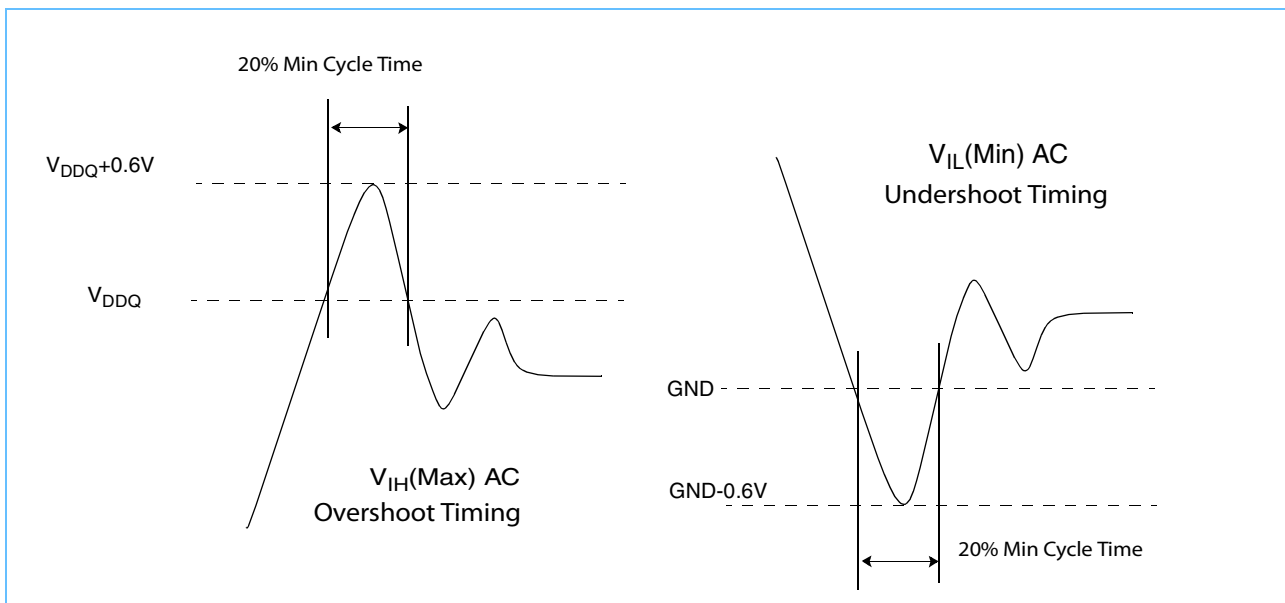 20% Min Cycle Time
VDDQ+0.6V
VDDQ
VIH(Max) AC
Overshoot Timing
VIL(Min) AC
Undershoot Timing
GND
GND-0.6V
20% Min Cycle Time